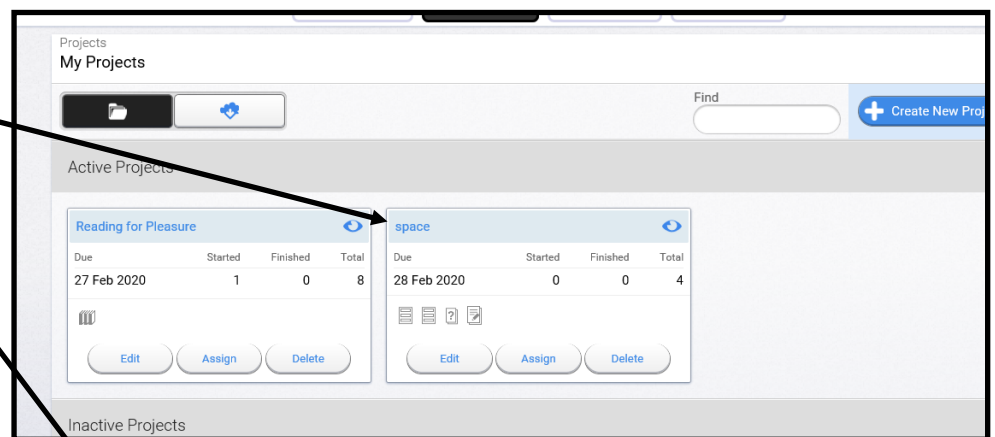 Projects
My Projects
Find
Create New Proj
Active Projects
Reading for Pleasure
Due Started Finished Total
27 Feb 2020 1 0 8
Edit Assign Delete
space
Due Started Finished Total
28 Feb 2020 0 0 4
?
Edit Assign Delete
Inactive Projects